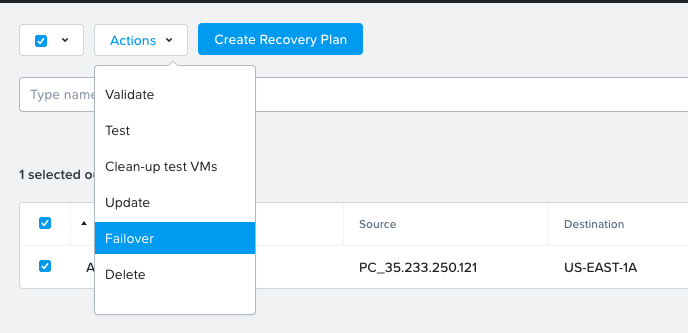 Actions
Create Recovery Plan
Type name
Validate
Test
Clean-up test VMs
1 selected
Update
Source
Destination
Failover
A
PC_35.233.250.121
US-EAST-1A
Delete